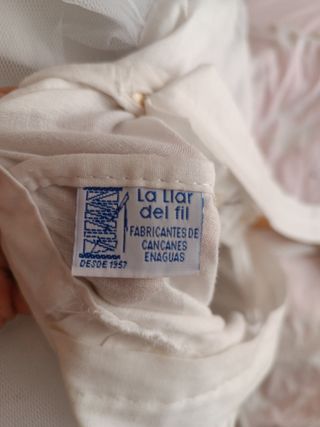 La Llar
del fil
FABRICANTES DE
CANCANES
ENAGUAS
DESDE 1957